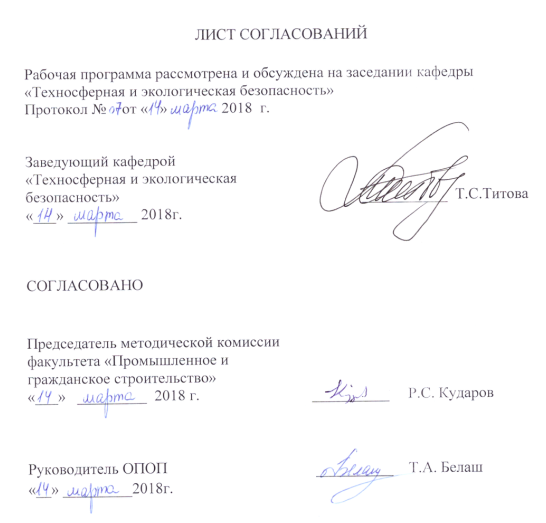 ЛИСТ СОГЛАСОВАНИЙ
Рабочая программа рассмотрена и обсуждена на заседании кафедры
«Техносферная и экологическая безопасность»
Протокол № 07 от «14» марта 2018 г.
Заведующий кафедрой
«Техносферная и экологическая
безопасность» Т.С.Титова
«14» марта 2018г.
СОГЛАСОВАНО
Председатель методической комиссии
факультета «Промышленное и
гражданское строительство»
«14» марта 2018 г. Р.С. Кударов
Руководитель ОПОП Белаш Т.А. Белаш
«14» марта 2018г.